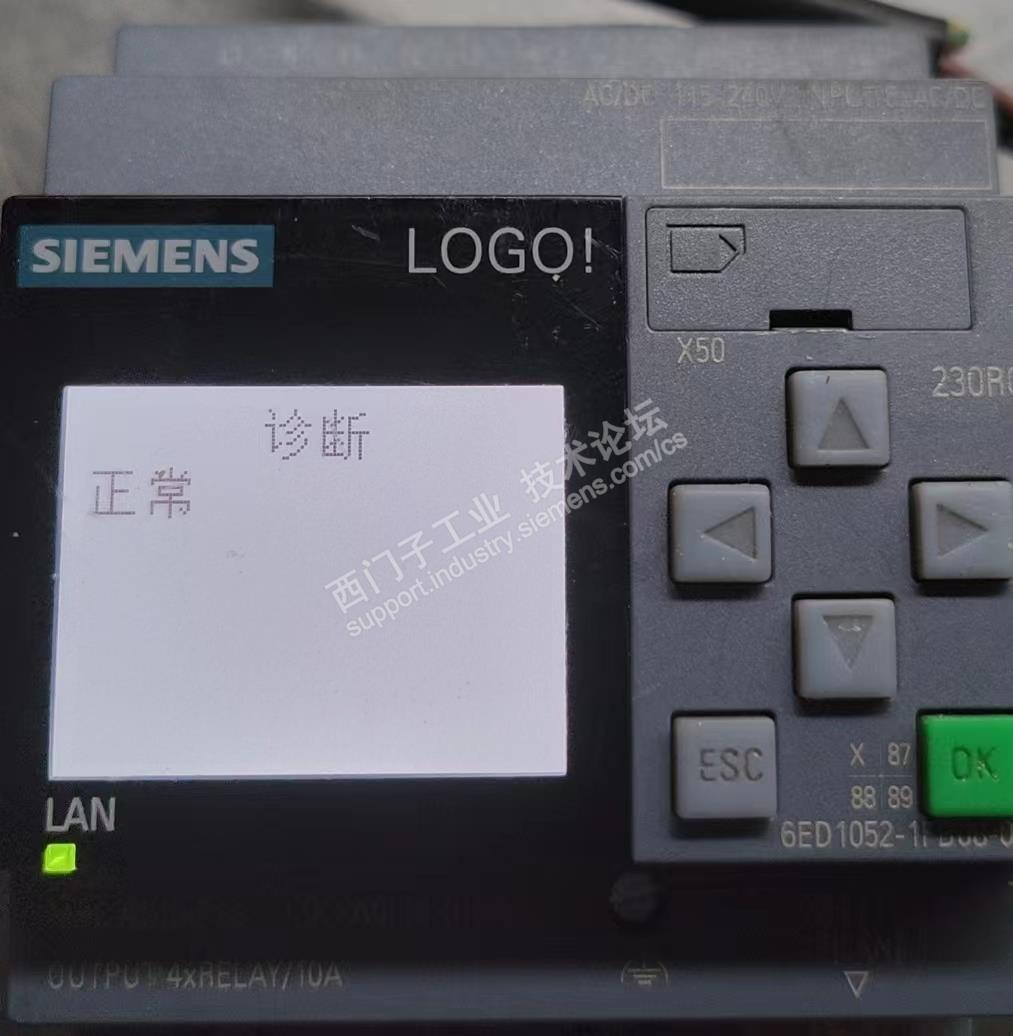 AC/DC 115-240V INPUT 8xAC/DC
SIEMENS
LOGO!
X50
230RC
诊断
正常
西门子工业 技术论坛
support.industry.siemens.com/cs
ESC
OK
X 87
88 89
6ED1052-1
LAN
OUTPUT 4xRELAY/10A